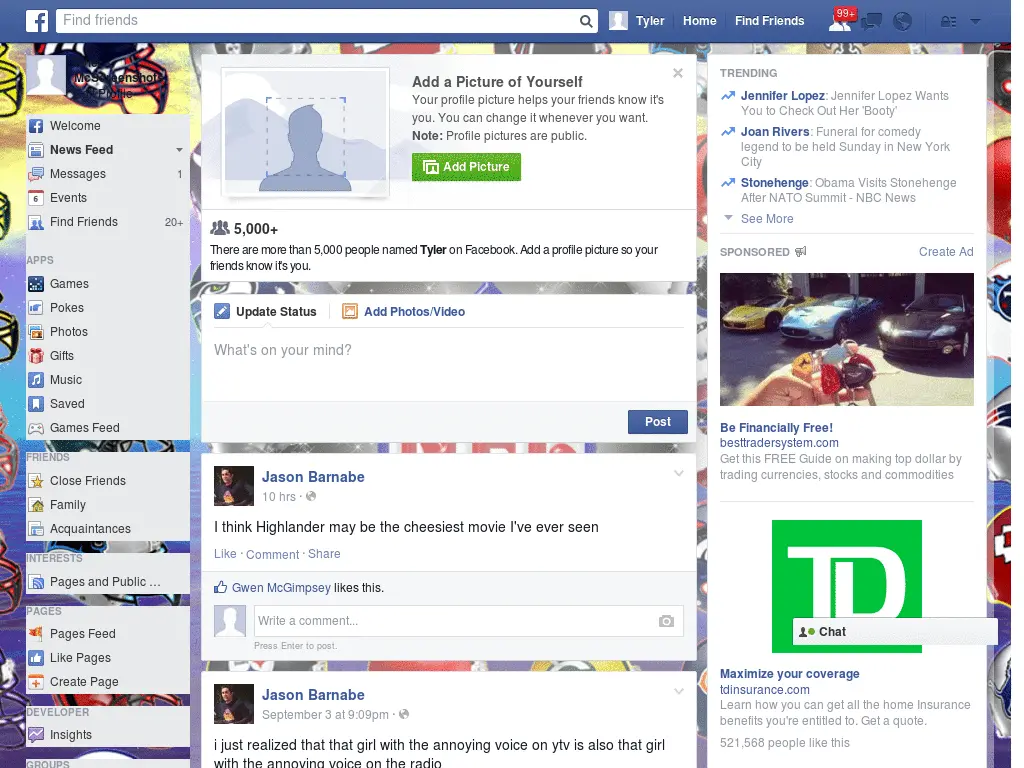 Find friends
Tyler
Home
Find Friends
99+
McScreenshot
Welcome
News Feed
Messages 1
Events
Find Friends 20+
APPS
Games
Pokes
Photos
Gifts
Music
Saved
Games Feed
FRIENDS
Close Friends
Family
Acquaintances
INTERESTS
Pages and Public ...
PAGES
Pages Feed
Like Pages
Create Page
DEVELOPER
Insights
GROUPS
Add a Picture of Yourself
Your profile picture helps your friends know it's
you. You can change it whenever you want.
Note: Profile pictures are public.
Add Picture
5,000+
There are more than 5,000 people named Tyler on Facebook. Add a profile picture so your
friends know it's you.
Update Status
Add Photos/Video
What's on your mind?
Post
Jason Barnabe
10 hrs ·
I think Highlander may be the cheesiest movie I've ever seen
Like · Comment · Share
Gwen McGimpsey likes this.
Write a comment...
Press Enter to post.
Jason Barnabe
September 3 at 9:09pm ·
i just realized that that girl with the annoying voice on ytv is also that girl
with the annoying voice on the radio
TRENDING
Jennifer Lopez: Jennifer Lopez Wants
You to Check Out Her 'Booty'
Joan Rivers: Funeral for comedy
legend to be held Sunday in New York
City
Stonehenge: Obama Visits Stonehenge
After NATO Summit - NBC News
See More
SPONSORED
Create Ad
Be Financially Free!
besttradersystem.com
Get this FREE Guide on making top dollar by
trading currencies, stocks and commodities
TD
Chat
Maximize your coverage
tdinsurance.com
Learn how you can get all the home Insurance
benefits you're entitled to. Get a quote.
521,568 people like this